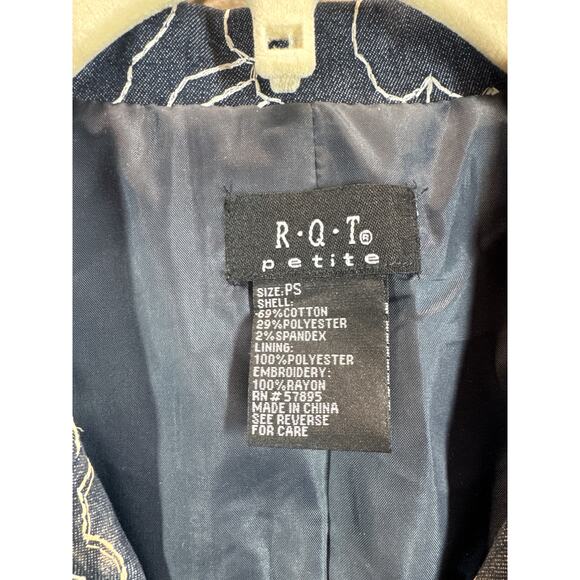 R·Q·T®
petite
SIZE:PS
SHELL:
69%COTTON
29%POLYESTER
2%SPANDEX
LINING:
100%POLYESTER
EMBROIDERY:
100%RAYON
RN#57895
MADE IN CHINA
SEE REVERSE
FOR CARE